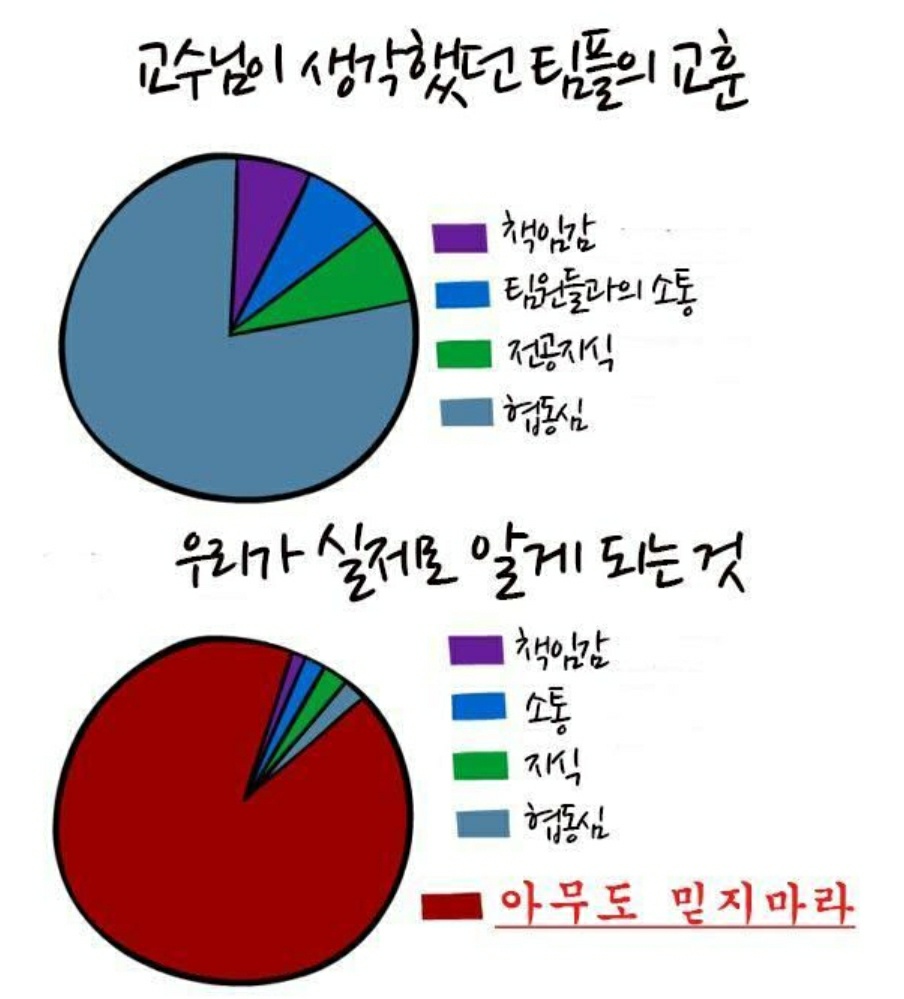 교수님이 생각했던 팀플의 교훈
책임감
팀원들과의 소통
전공지식
협동심
우리가 실제로 알게 되는 것
책임감
소통
지식
협동심
아무도 믿지마라